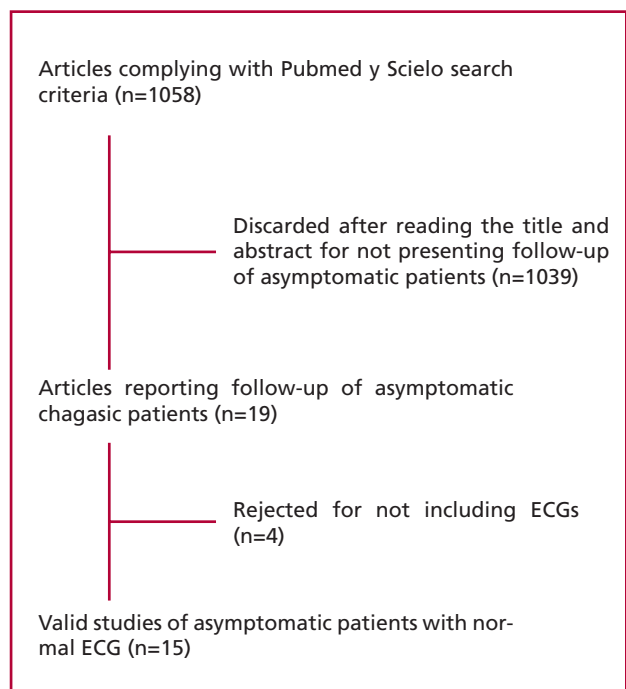 Articles complying with Pubmed y Scielo search
criteria (n=1058)
Discarded after reading the title and
abstract for not presenting follow-up
of asymptomatic patients (n=1039)
Articles reporting follow-up of asymptomatic
chagasic patients (n=19)
Rejected for not including ECGs
(n=4)
Valid studies of asymptomatic patients with nor-
mal ECG (n=15)